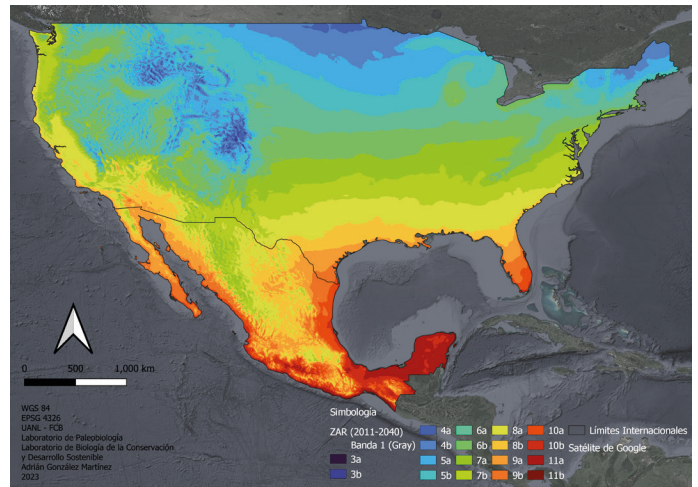 0 500 1,000 km
WGS 84
EPSG 4326
UANL - FCB
Laboratorio de Paleobiología
Laboratorio de Biología de la Conservación
y Desarrollo Sostenible
Adrián González Martínez
2023
Simbología
ZAR (2011-2040)
Banda 1 (Gray)
3a
3b
4a
4b
5a
5b
6a
6b
7a
7b
8a
8b
9a
9b
10a
10b
11a
11b
Límites Internacionales
Satélite de Google